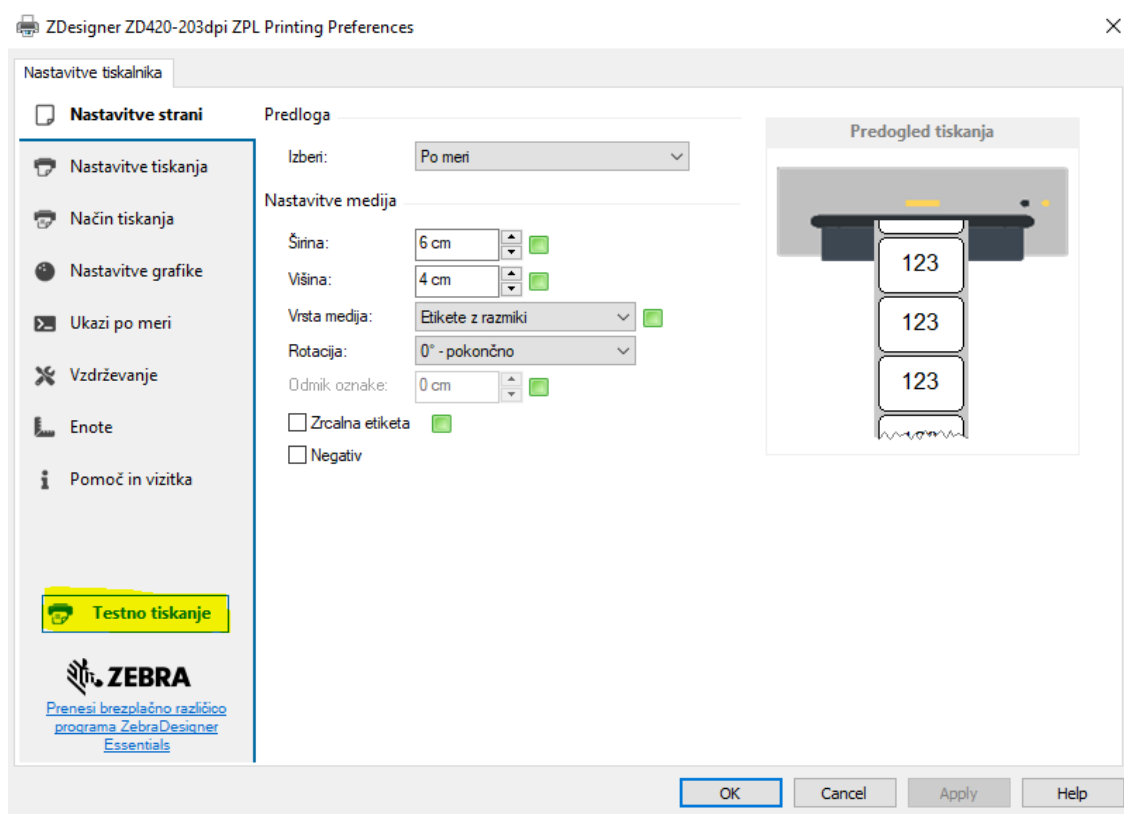 ZDesigner ZD420-203dpi ZPL Printing Preferences
Nastavitve tiskalnika
Nastavitve strani
Nastavitve tiskanja
Način tiskanja
Nastavitve grafike
Ukazi po meri
Vzdrževanje
Enote
Pomoč in vizitka
Testno tiskanje
ZEBRA
Prenesi brezplačno različico
programa ZebraDesigner
Essentials
Predloga
Izberi: Po meri
Nastavitve medija
Širina: 6 cm
Višina: 4 cm
Vrsta medija: Etikete z razmiki
Rotacija: 0° - pokončno
Odmik oznake: 0 cm
Zrcalna etiketa
Negativ
Predogled tiskanja
123
123
123
OK Cancel Apply Help